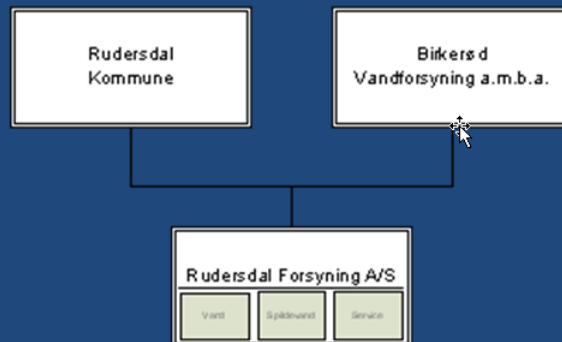 Rudersdal
Kommune
Birkerød
Vandforsyning a.m.b.a.
Rudersdal Forsyning A/S
Vand
Spildevand
Service